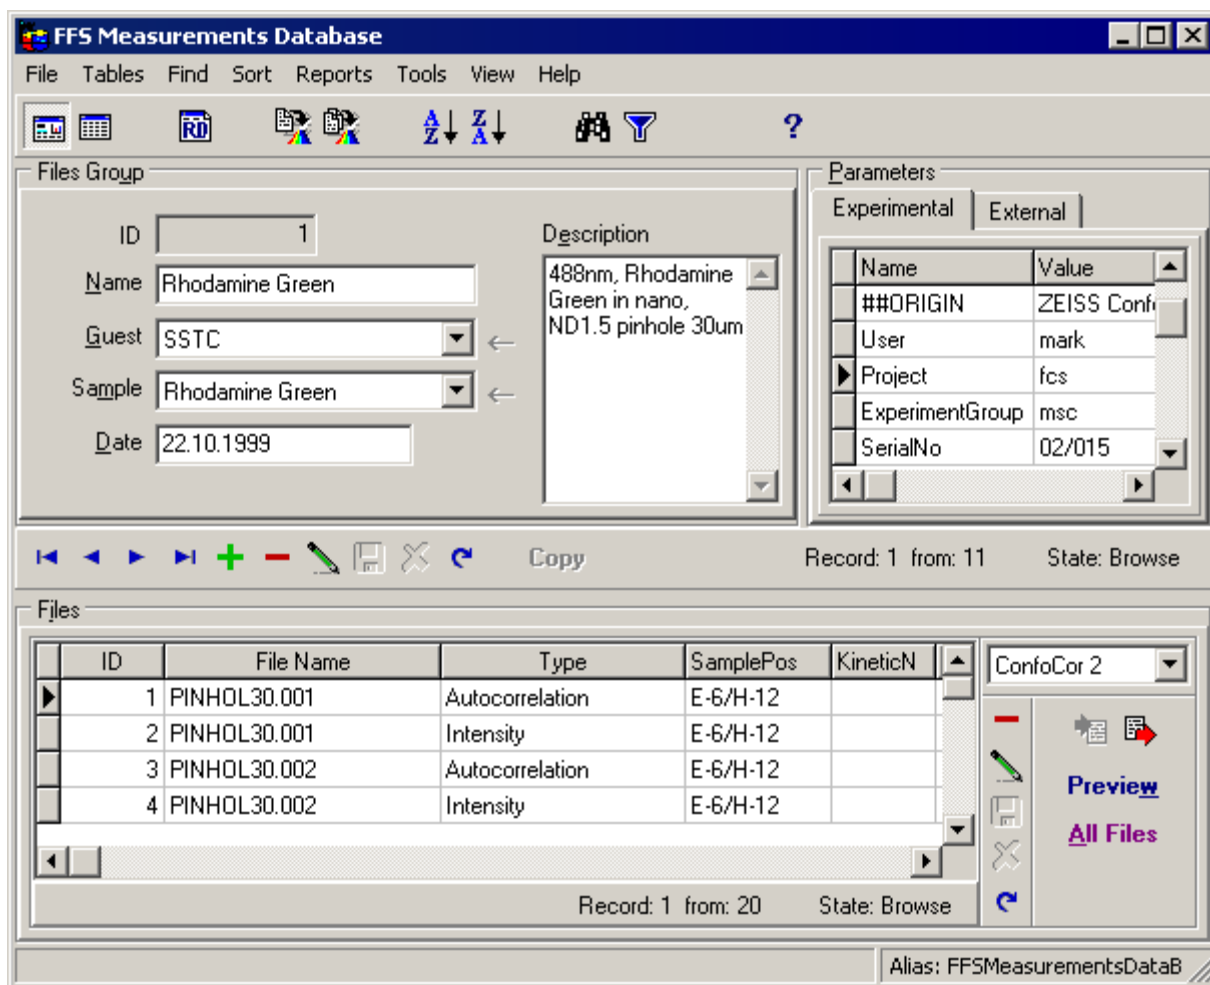 FFS Measurements Database
File Tables Find Sort Reports Tools View Help
RD A Z Z A ?
Files Group
ID 1
Name Rhodamine Green
Guest SSTC
Sample Rhodamine Green
Date 22.10.1999
Description
488nm, Rhodamine
Green in nano,
ND1.5 pinhole 30um
Parameters
Experimental External
Name Value
##ORIGIN ZEISS Confo
User mark
Project fcs
ExperimentGroup msc
SerialNo 02/015
Copy Record: 1 from: 11 State: Browse
Files
ID File Name Type SamplePos KineticN
1 PINHOL30.001 Autocorrelation E-6/H-12
2 PINHOL30.001 Intensity E-6/H-12
3 PINHOL30.002 Autocorrelation E-6/H-12
4 PINHOL30.002 Intensity E-6/H-12
Record: 1 from: 20 State: Browse
ConfoCor 2
Preview
All Files
Alias: FFSMeasurementsDataB